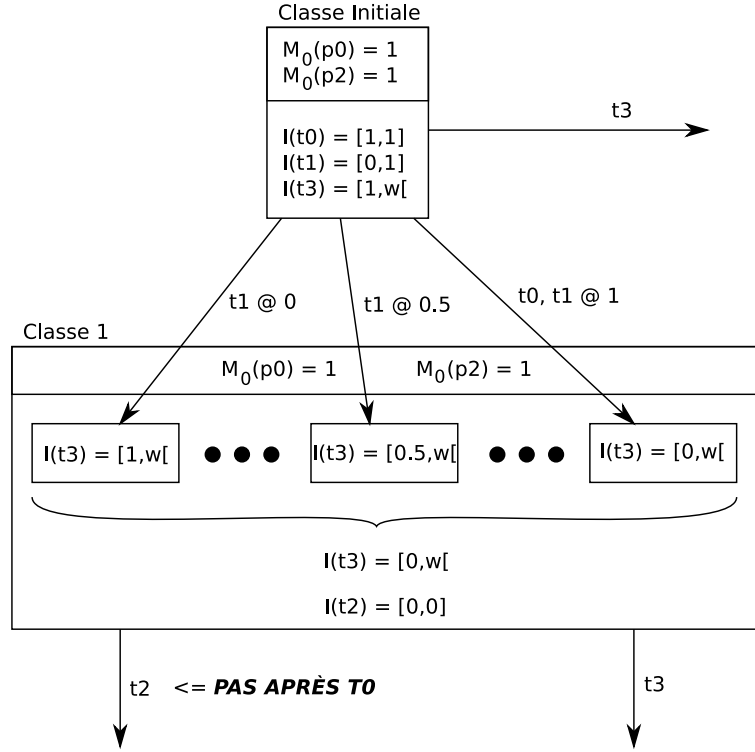 Classe Initiale
M0(p0) = 1
M0(p2) = 1
t3
I(t0) = [1,1]
I(t1) = [0,1]
I(t3) = [1,w[
t1 @ 0
t1 @ 0.5
t0, t1 @ 1
Classe 1
M0(p0) = 1 M0(p2) = 1
I(t3) = [1,w[ I(t3) = [0.5,w[ I(t3) = [0,w[
I(t3) = [0,w[
I(t2) = [0,0]
t2 <= PAS APRÈS T0
t3